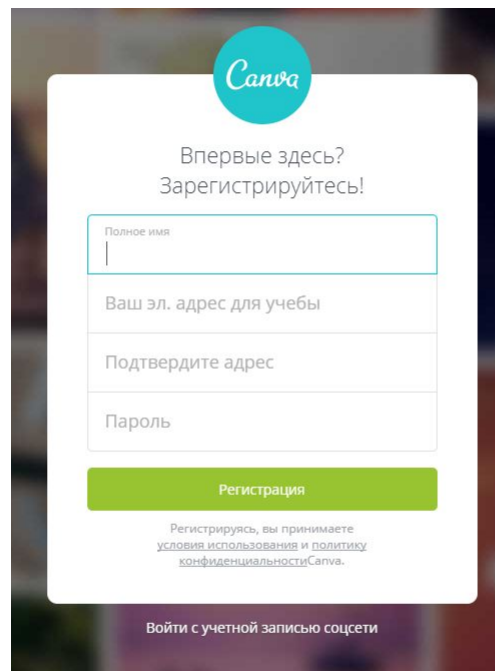 Canva
Впервые здесь?
Зарегистрируйтесь!
Полное имя
Ваш эл. адрес для учебы
Подтвердите адрес
Пароль
Регистрация
Регистрируясь, вы принимаете
условия использования и политику
конфиденциальностиCanva.
Войти с учетной записью соцсети